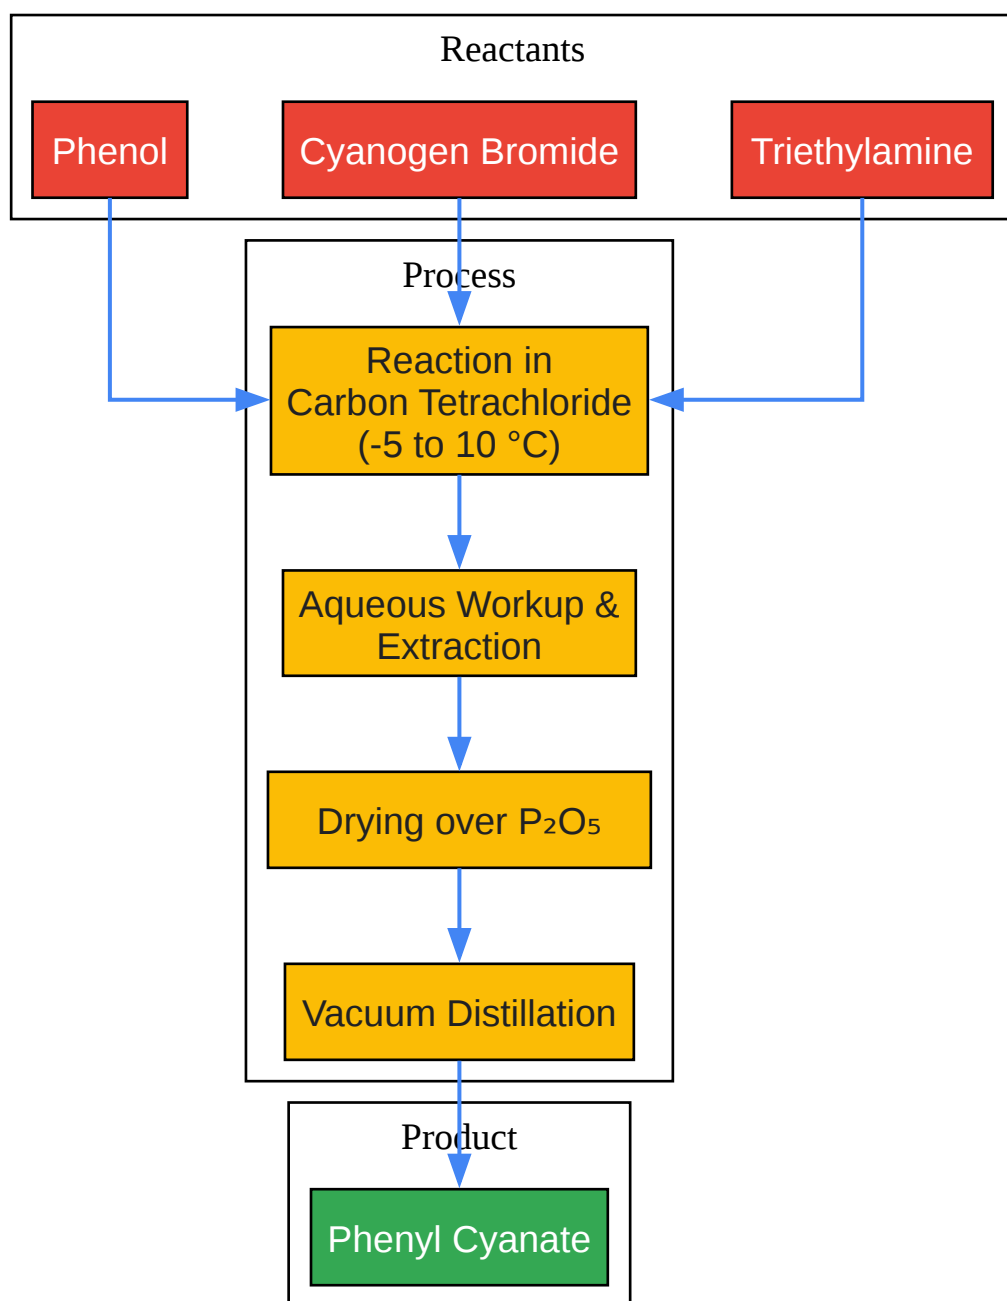 Reactants
Phenol
Cyanogen Bromide
Triethylamine
Process
Reaction in
Carbon Tetrachloride
(-5 to 10 °C)
Aqueous Workup &
Extraction
Drying over P₂O₅
Vacuum Distillation
Product
Phenyl Cyanate